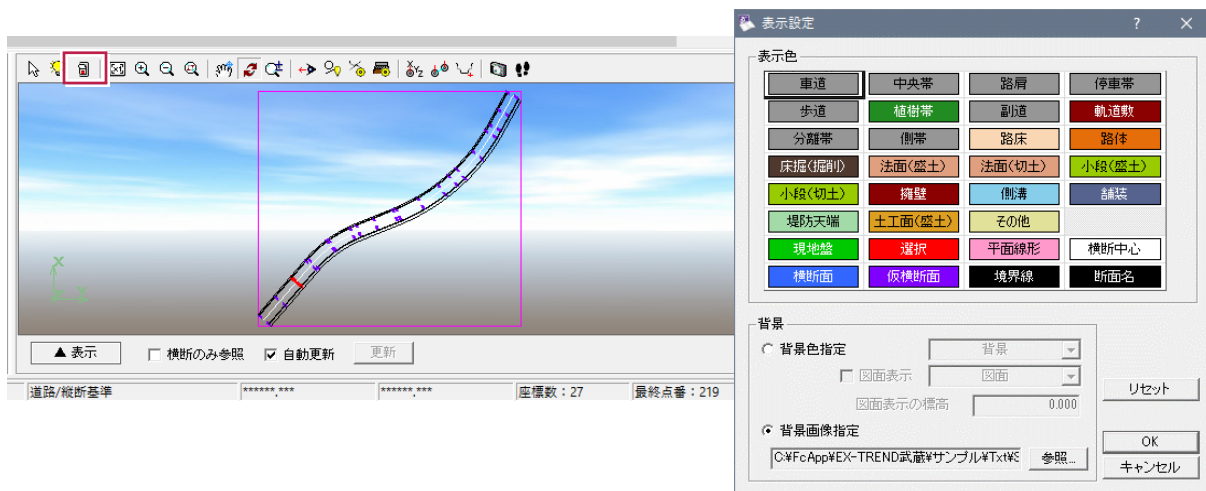 表示設定
表示色
車道 中央帯 路肩 停車帯
歩道 植樹帯 副道 軌道敷
分離帯 側帯 路床 路体
床掘(掘削) 法面(盛土) 法面(切土) 小段(盛土)
小段(切土) 擁壁 側溝 舗装
堤防天端 土工面(盛土) その他
現地盤 選択 平面線形 横断中心
横断面 仮横断面 境界線 断面名
背景
背景色指定 背景
図面表示 図面
図面表示の標高 0.000
背景画像指定
C:¥FcApp¥EX-TREND武蔵¥サンプル¥Txt¥S 参照...
リセット
OK
キャンセル
▲ 表示 横断のみ参照 自動更新 更新
道路/縦断基準 ******.*** ******.*** 座標数：27 最終点番：219